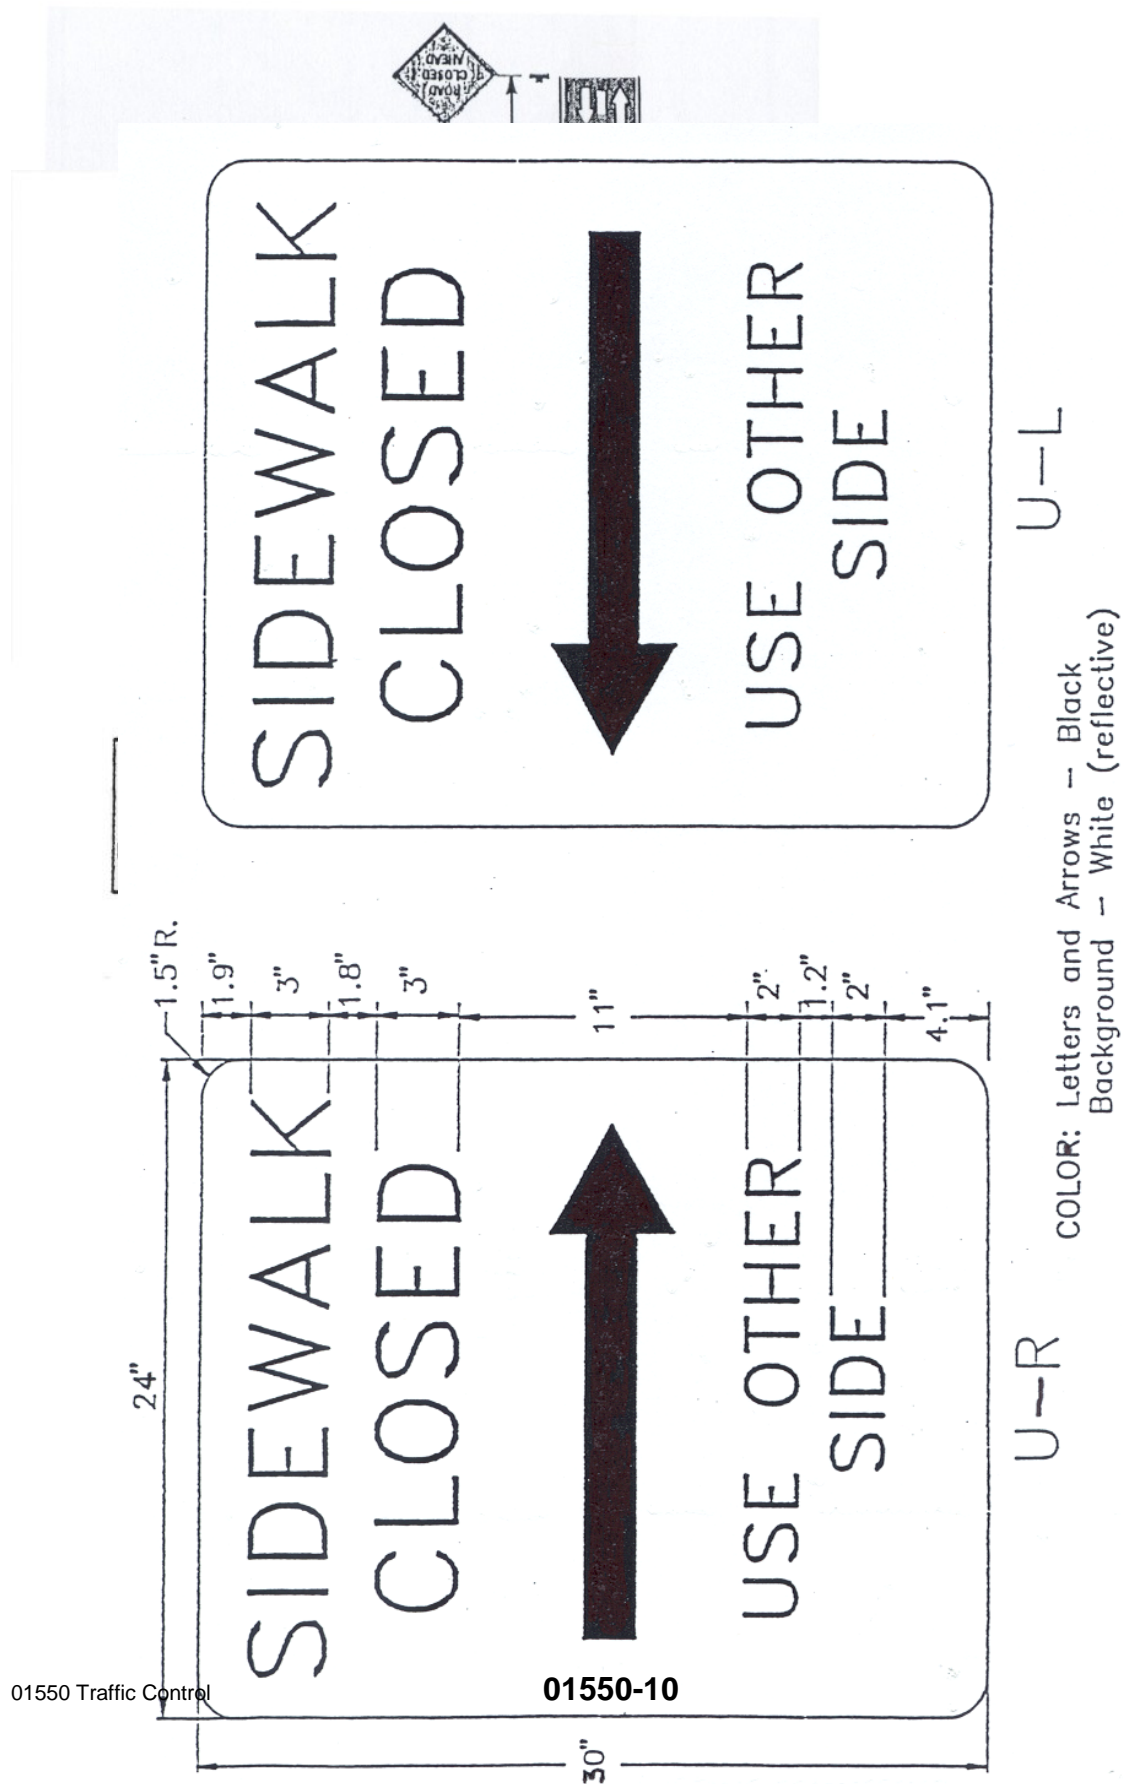 ROAD
CLOSED
AHEAD
24"
1.5"R.
SIDEWALK
CLOSED
USE OTHER
SIDE
30"
1.9"
3"
1.8"
3"
11"
2"
1.2"
2"
4.1"
U-R
SIDEWALK
CLOSED
USE OTHER
SIDE
U-L
COLOR: Letters and Arrows - Black
Background - White (reflective)
01550 Traffic Control
01550-10